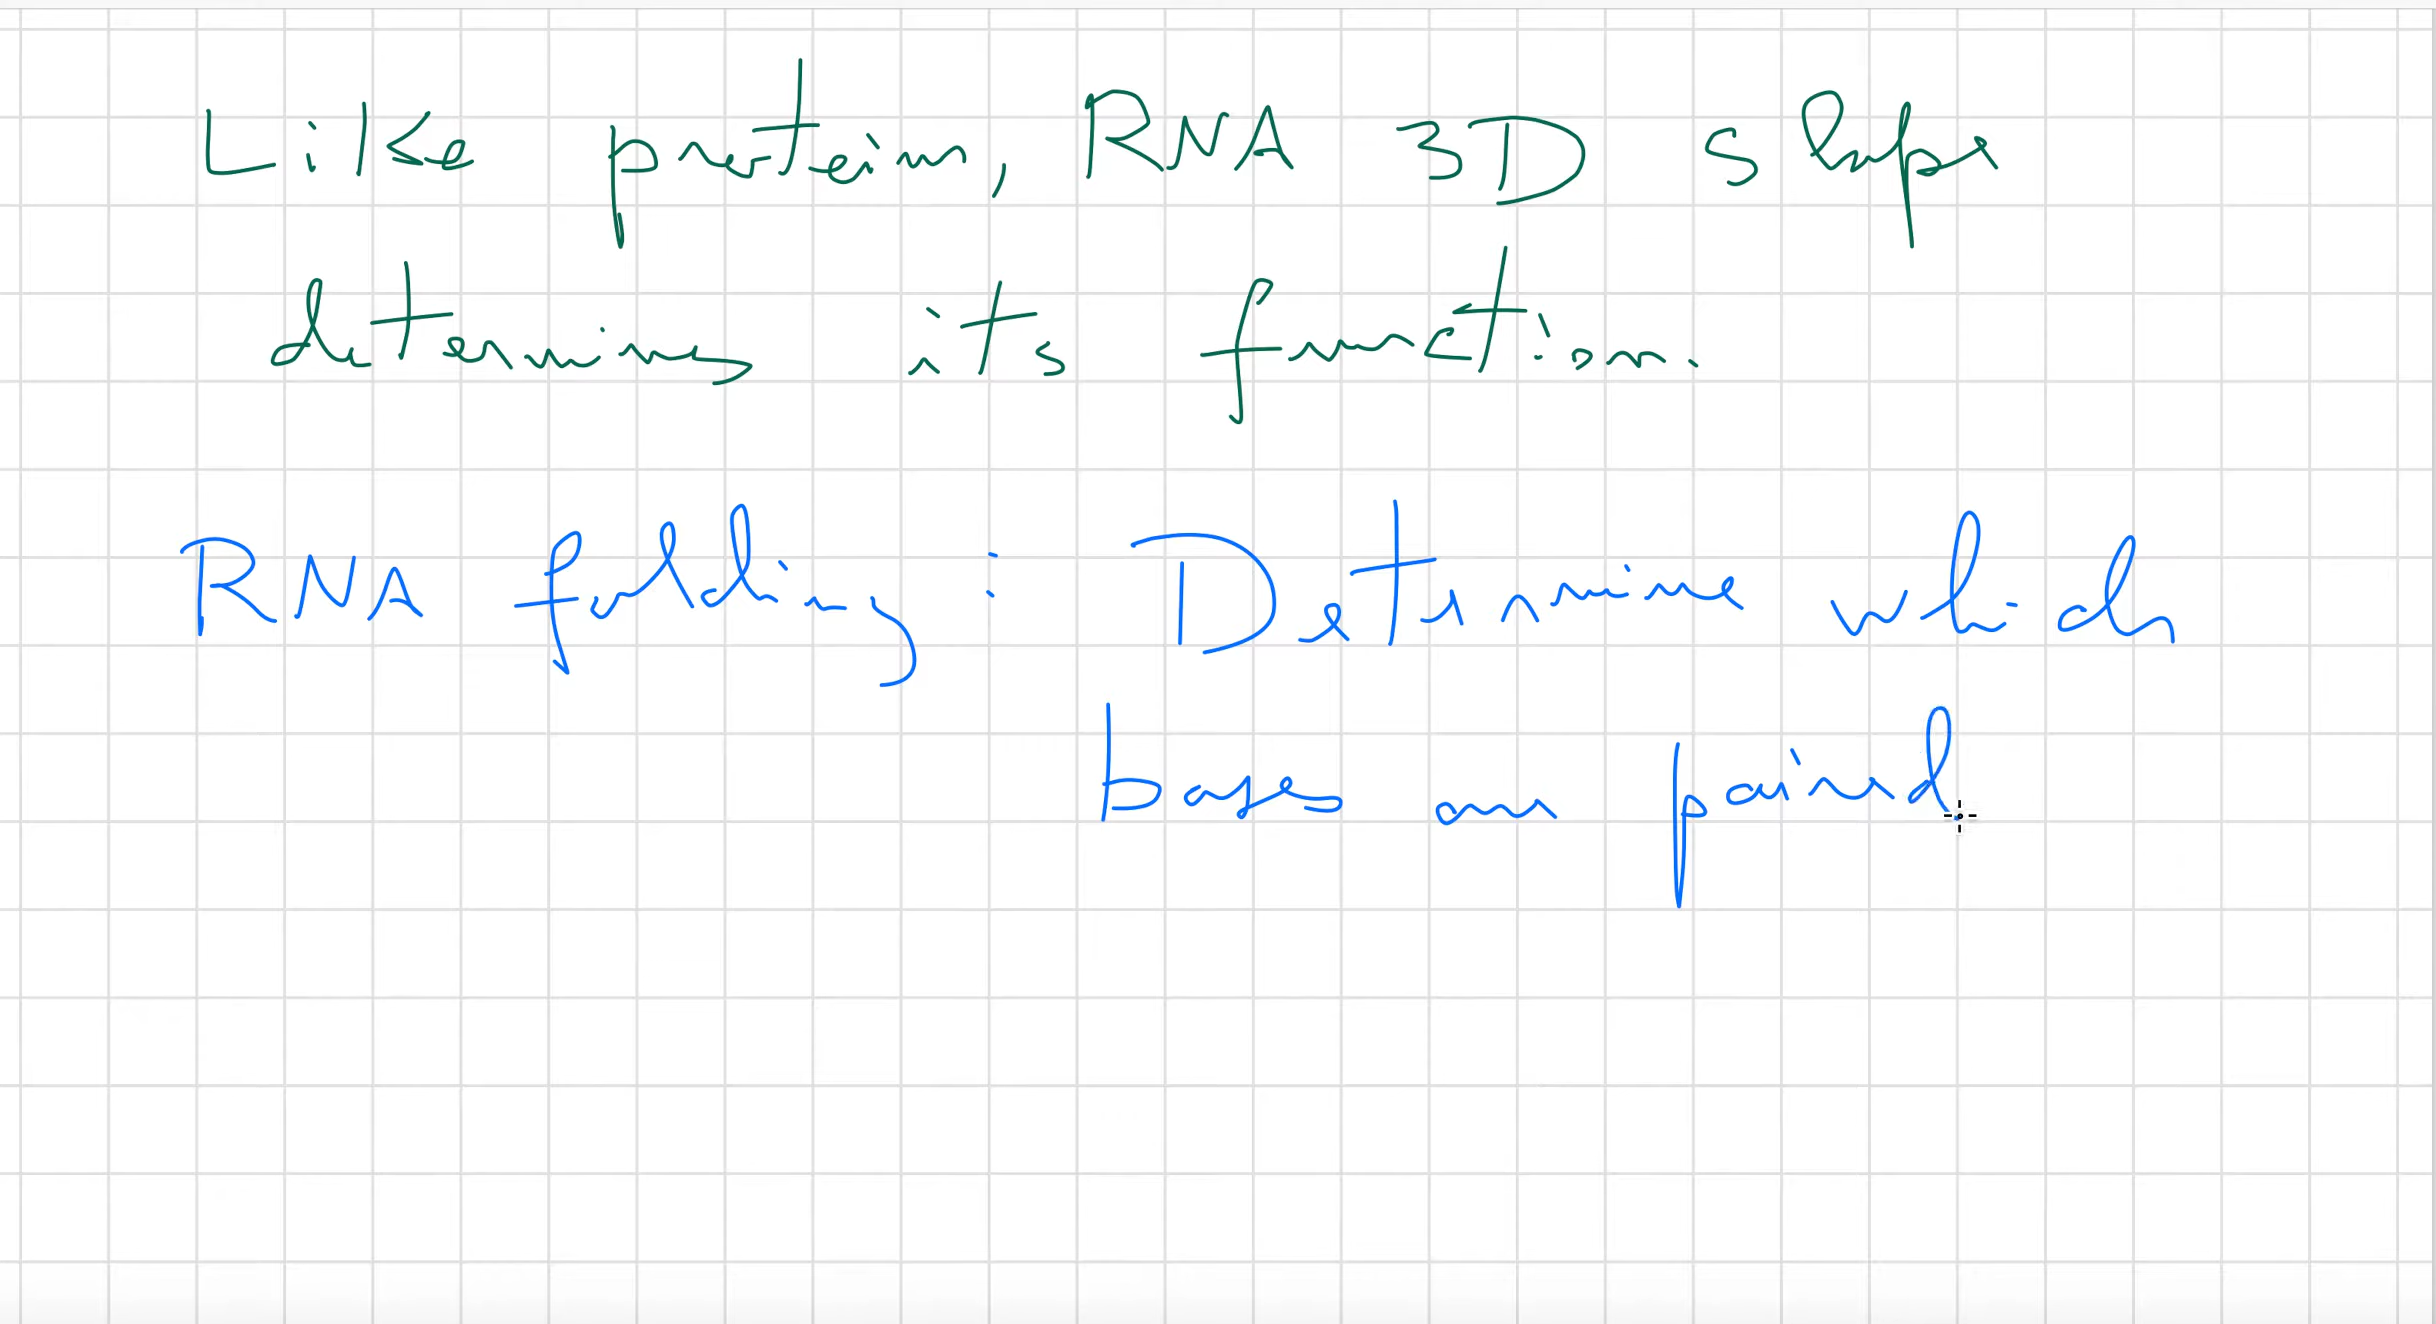 Like protein, RNA 3D shape
determines its function.
RNA folding : Determine which
bases are paired